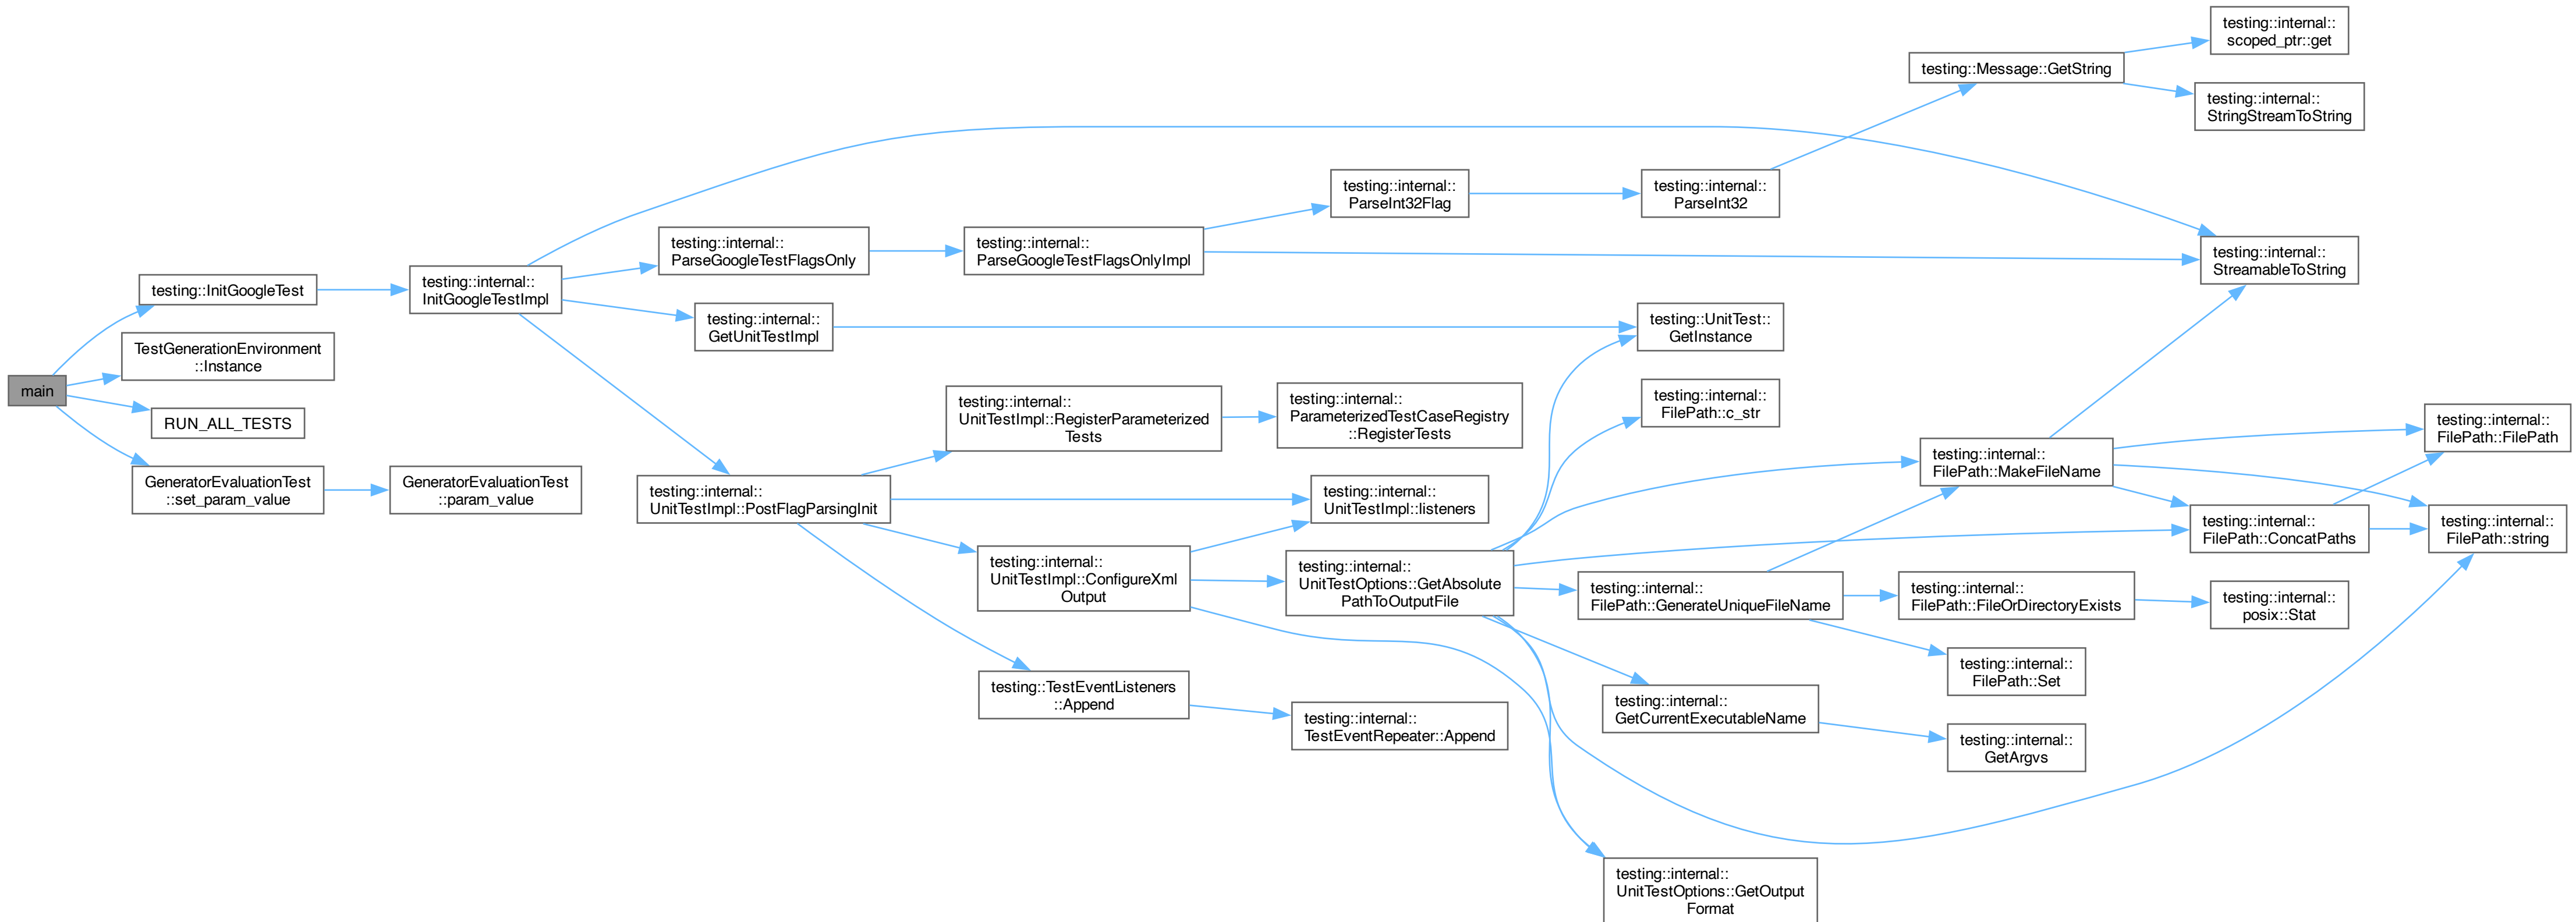 main
testing::InitGoogleTest
TestGenerationEnvironment
::Instance
RUN_ALL_TESTS
GeneratorEvaluationTest
::set_param_value
GeneratorEvaluationTest
::param_value
testing::internal::
InitGoogleTestImpl
testing::internal::
ParseGoogleTestFlagsOnly
testing::internal::
GetUnitTestImpl
testing::internal::
UnitTestImpl::PostFlagParsingInit
testing::internal::
ParseGoogleTestFlagsOnlyImpl
testing::internal::
UnitTestImpl::RegisterParameterized
Tests
testing::internal::
UnitTestImpl::ConfigureXml
Output
testing::TestEventListeners
::Append
testing::internal::
ParseInt32Flag
testing::internal::
ParameterizedTestCaseRegistry
::RegisterTests
testing::internal::
UnitTestImpl::listeners
testing::internal::
UnitTestOptions::GetAbsolute
PathToOutputFile
testing::internal::
TestEventRepeater::Append
testing::internal::
ParseInt32
testing::UnitTest::
GetInstance
testing::internal::
FilePath::c_str
testing::internal::
FilePath::GenerateUniqueFileName
testing::internal::
GetCurrentExecutableName
testing::internal::
UnitTestOptions::GetOutput
Format
testing::Message::GetString
testing::internal::
FilePath::MakeFileName
testing::internal::
FilePath::FileOrDirectoryExists
testing::internal::
FilePath::Set
testing::internal::
GetArgvs
testing::internal::
scoped_ptr::get
testing::internal::
StringStreamToString
testing::internal::
StreamableToString
testing::internal::
FilePath::ConcatPaths
testing::internal::
posix::Stat
testing::internal::
FilePath::FilePath
testing::internal::
FilePath::string